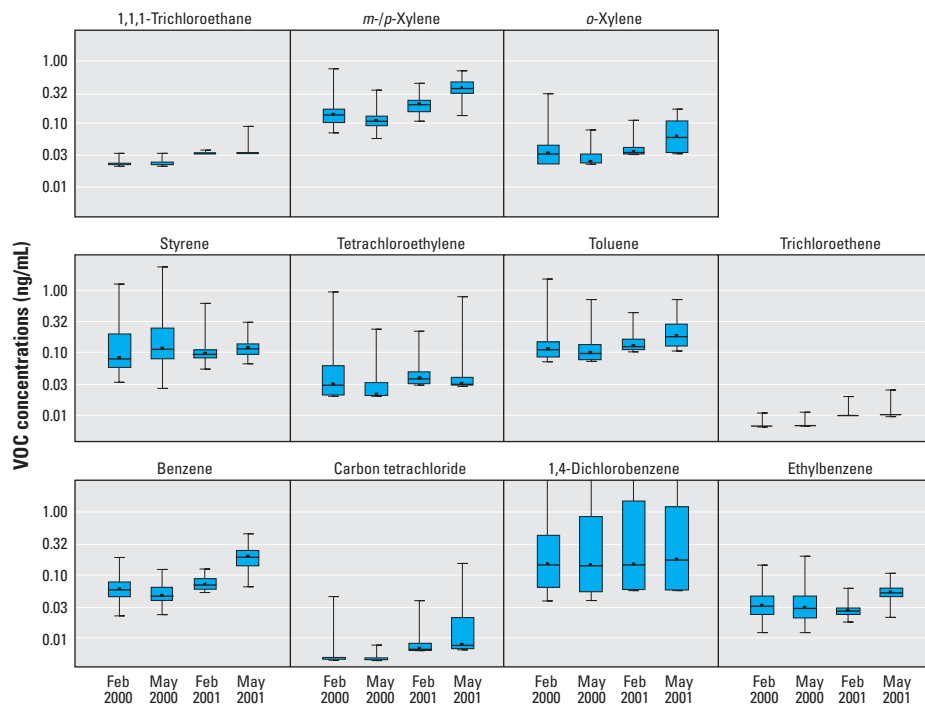 1,1,1-Trichloroethane
m-/p-Xylene
o-Xylene
1.00
0.32
0.10
0.03
0.01
Styrene
Tetrachloroethylene
Toluene
Trichloroethene
1.00
0.32
0.10
0.03
0.01
VOC concentrations (ng/mL)
Benzene
Carbon tetrachloride
1,4-Dichlorobenzene
Ethylbenzene
1.00
0.32
0.10
0.03
0.01
Feb
2000
May
2000
Feb
2001
May
2001
Feb
2000
May
2000
Feb
2001
May
2001
Feb
2000
May
2000
Feb
2001
May
2001
Feb
2000
May
2000
Feb
2001
May
2001